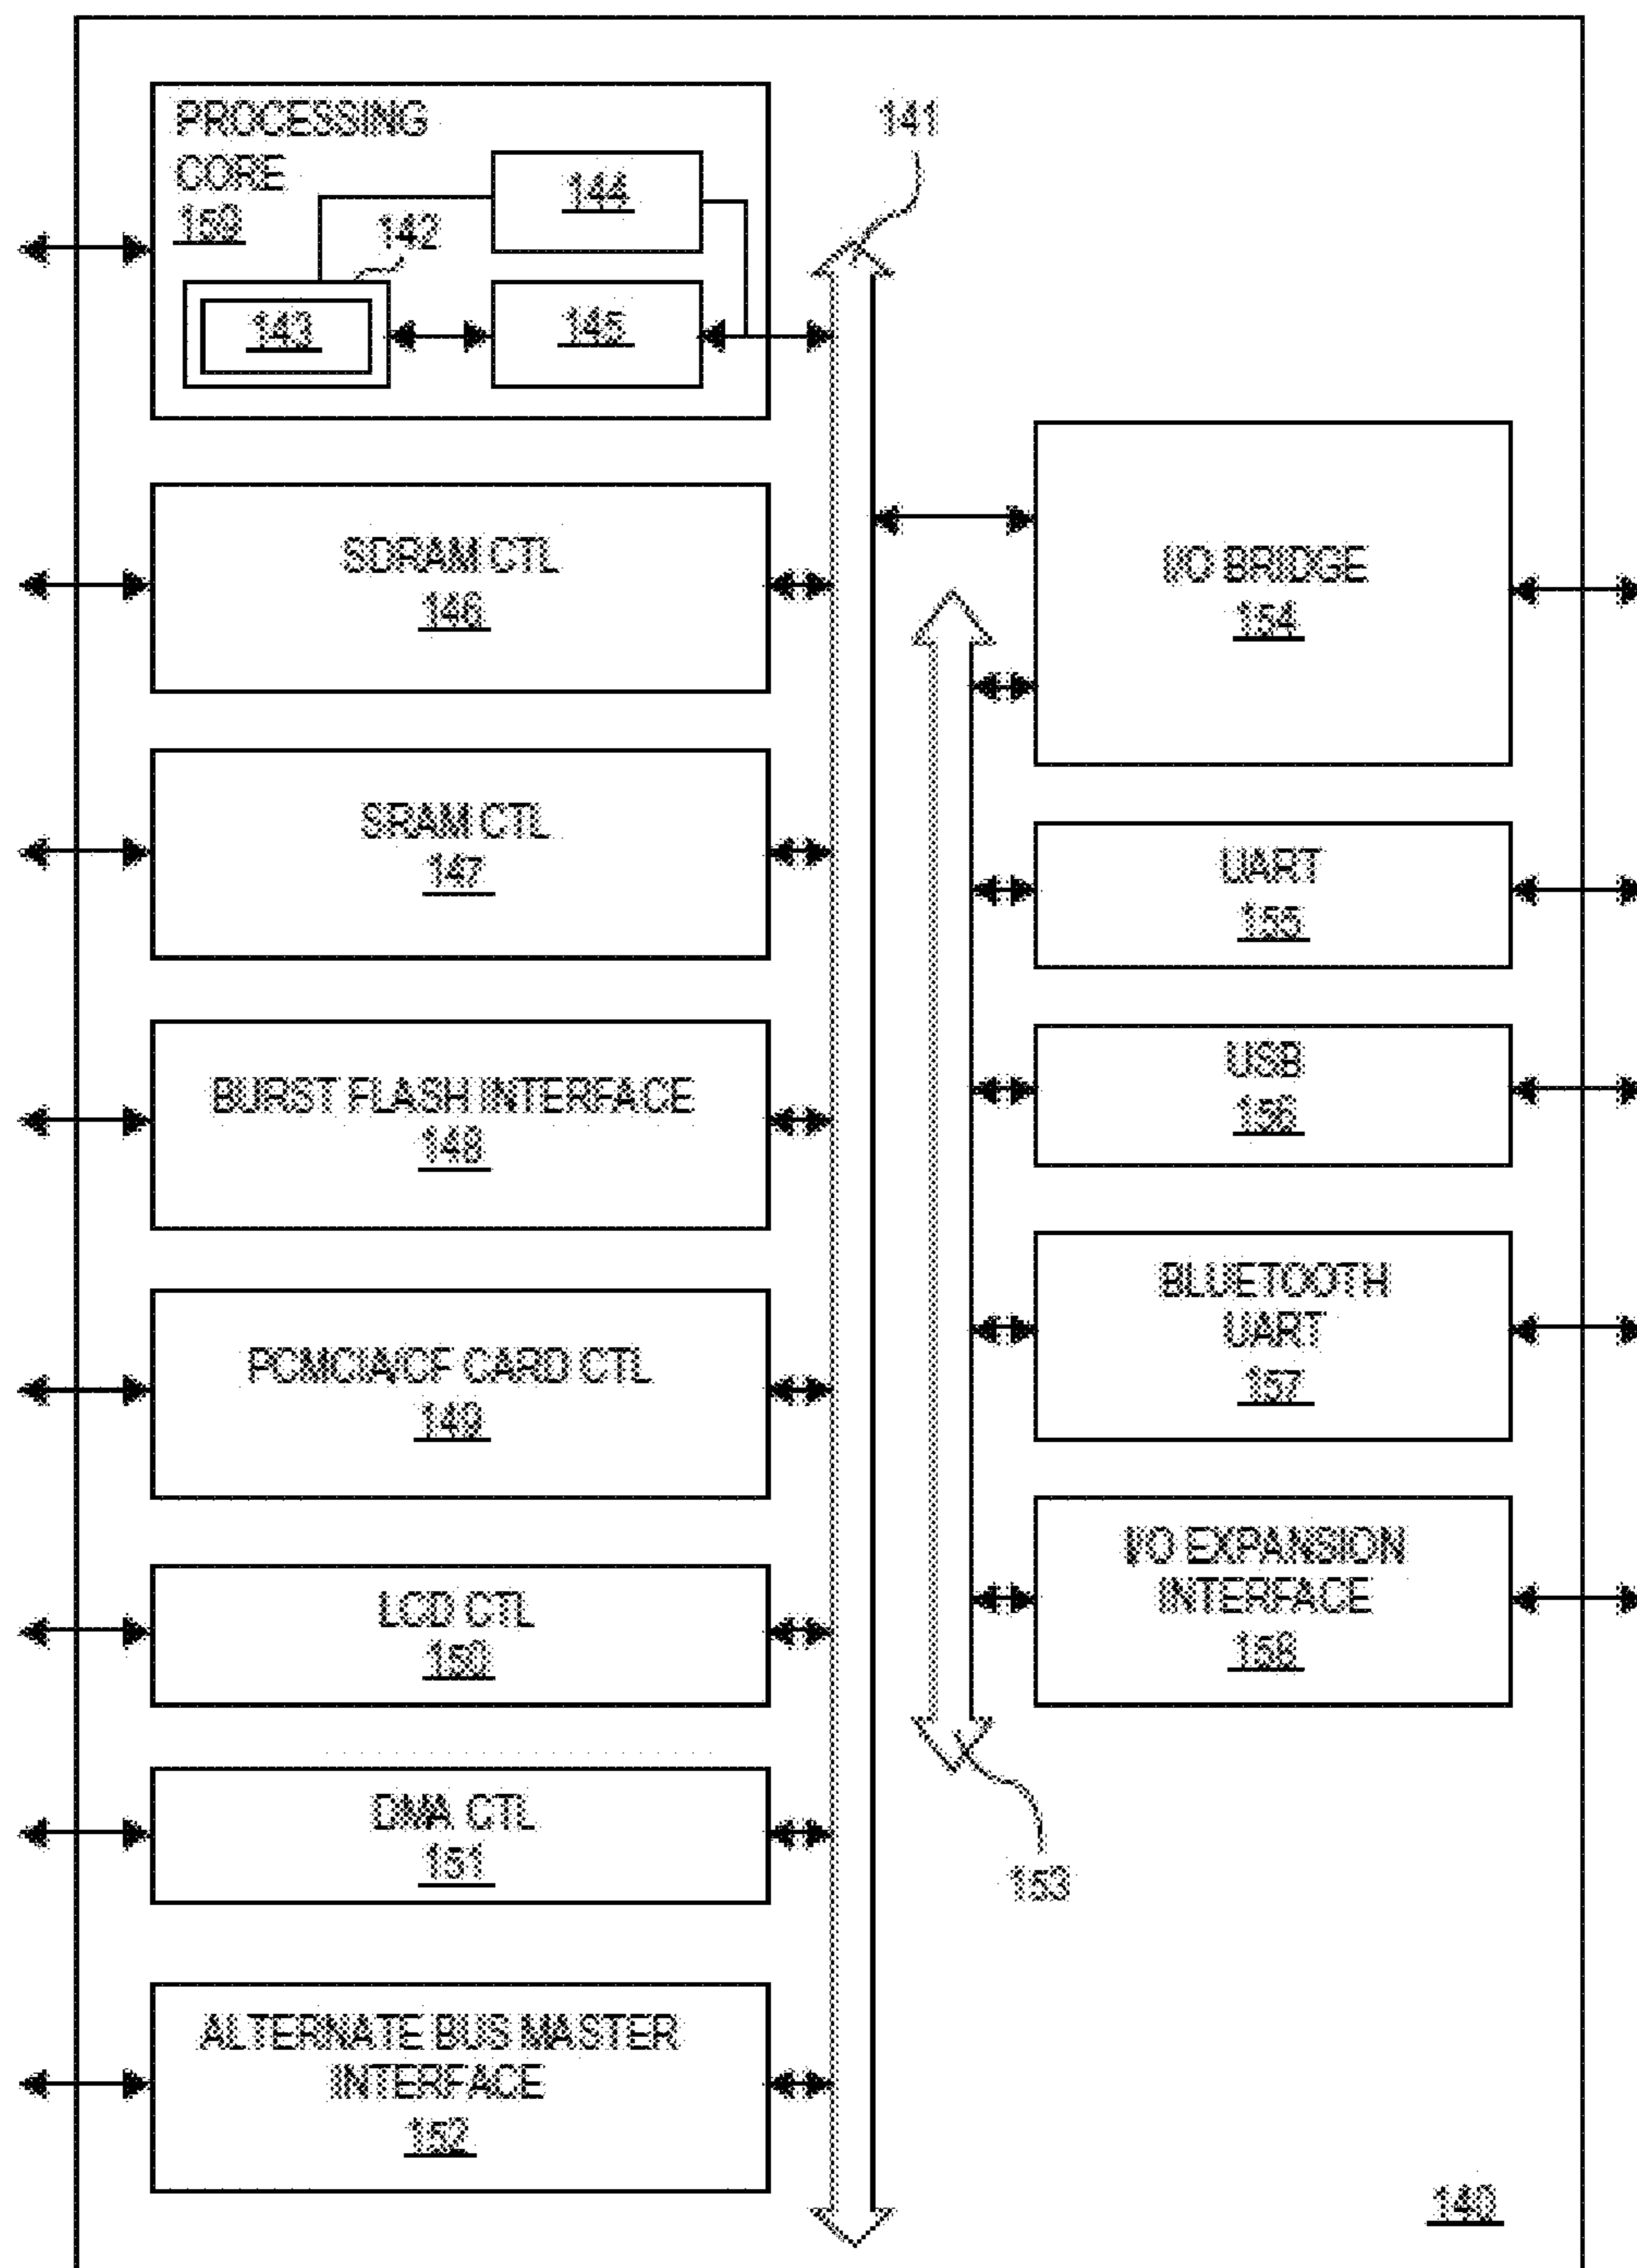 PROCESSING
CORE
159
144
142
143
145
141
SDRAM CTL
146
SRAM CTL
147
BURST FLASH INTERFACE
148
PCMCIA/CF CARD CTL
149
LCD CTL
150
DMA CTL
151
ALTERNATE BUS MASTER
INTERFACE
152
I/O BRIDGE
154
UART
155
USB
156
BLUETOOTH
UART
157
I/O EXPANSION
INTERFACE
158
153
140